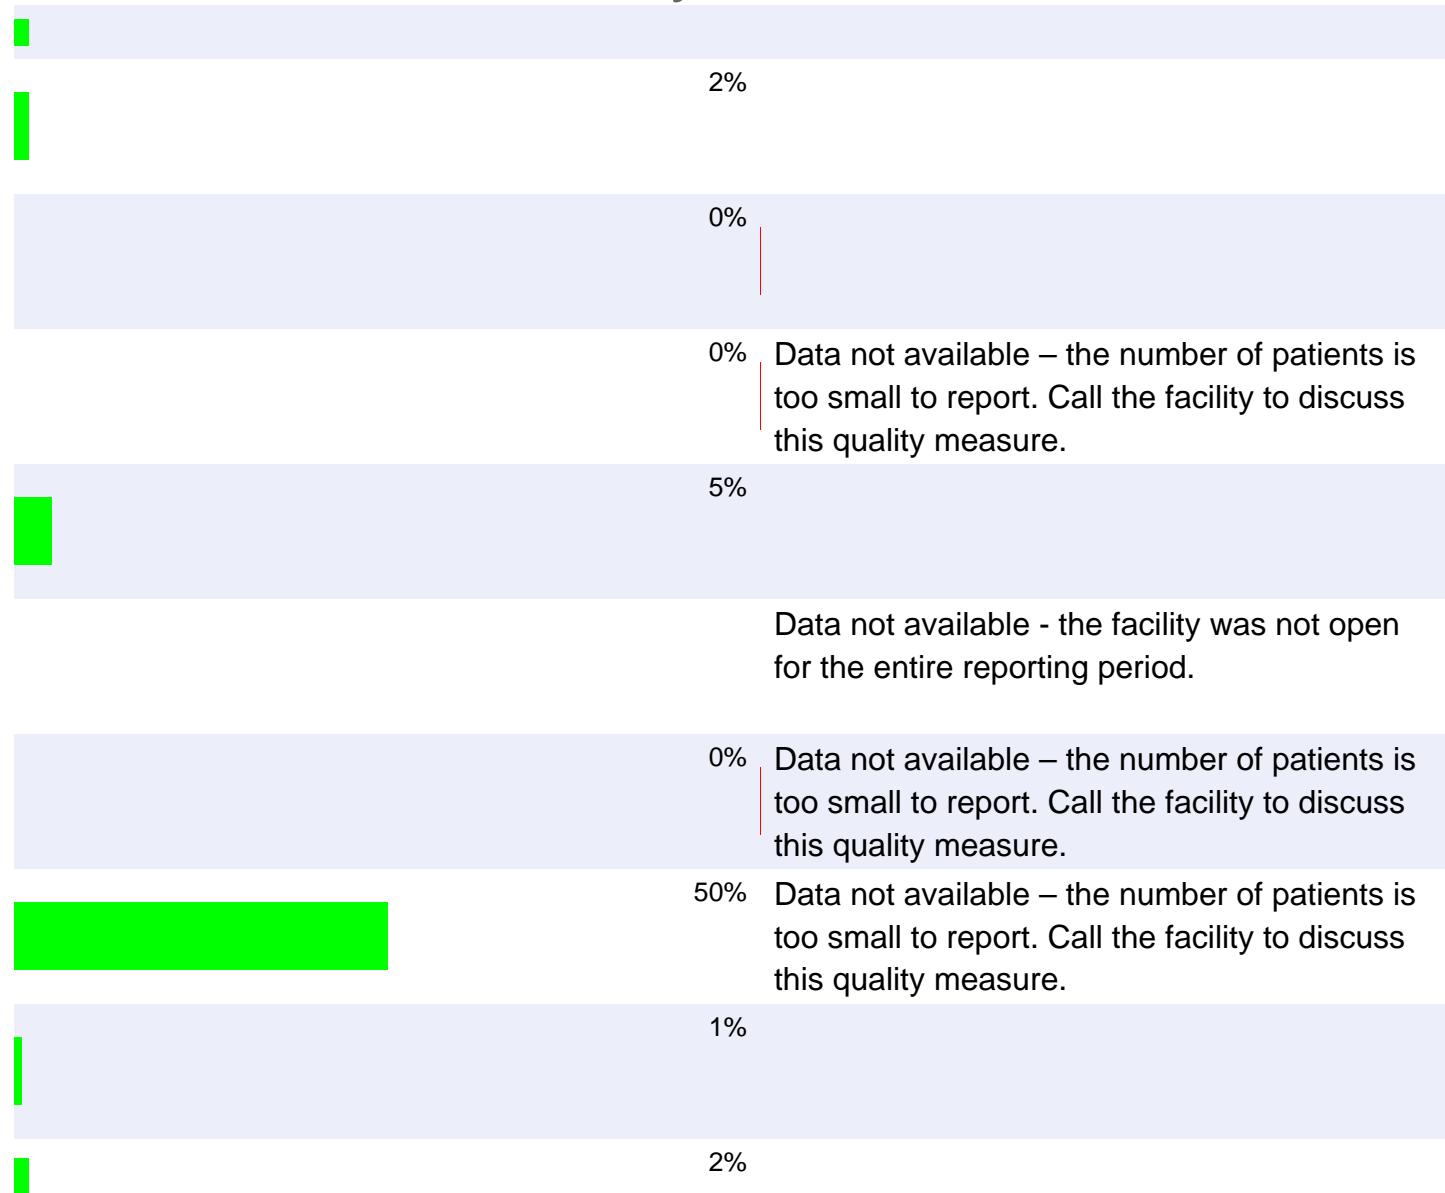 2%
0%
0% Data not available – the number of patients is
too small to report. Call the facility to discuss
this quality measure.
5%
Data not available - the facility was not open
for the entire reporting period.
0% Data not available – the number of patients is
too small to report. Call the facility to discuss
this quality measure.
50% Data not available – the number of patients is
too small to report. Call the facility to discuss
this quality measure.
1%
2%